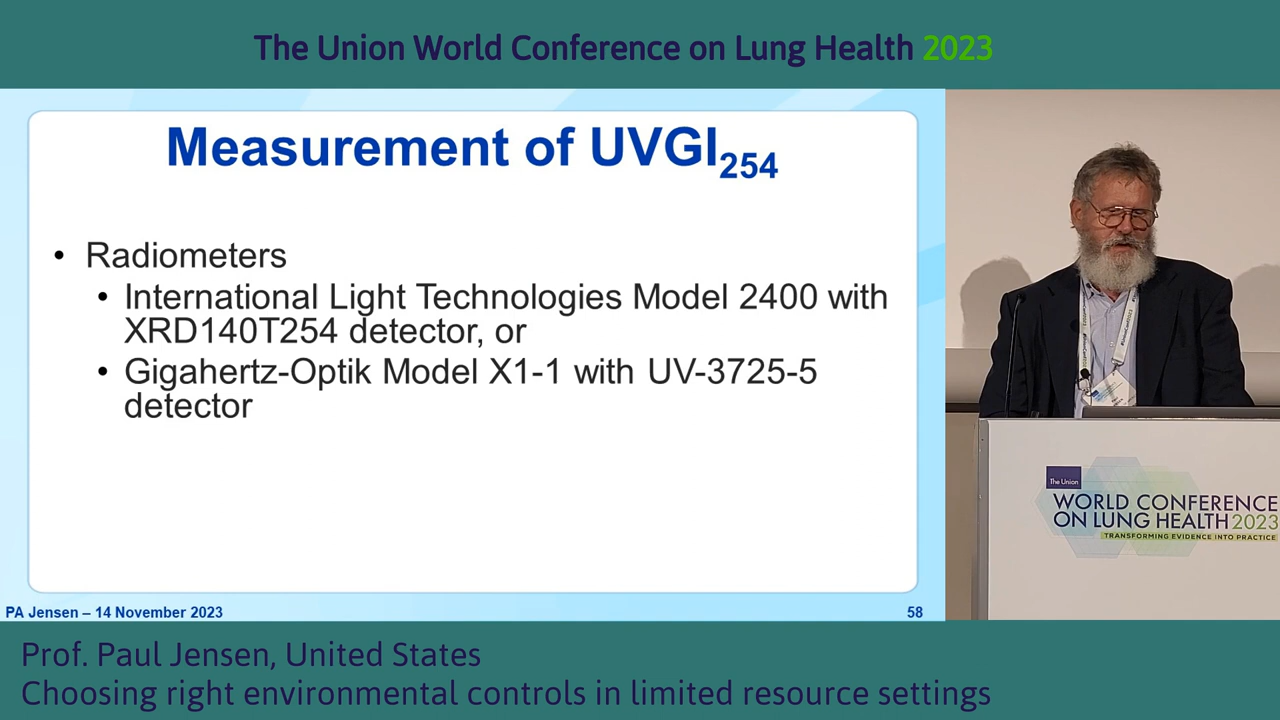 The Union World Conference on Lung Health 2023
Measurement of UVGI254
• Radiometers
• International Light Technologies Model 2400 with
XRD140T254 detector, or
• Gigahertz-Optik Model X1-1 with UV-3725-5
detector
PA Jensen – 14 November 2023
58
The Union
WORLD CONFERENCE
ON LUNG HEALTH 2023
TRANSFORMING EVIDENCE INTO PRACTICE
Prof. Paul Jensen, United States
Choosing right environmental controls in limited resource settings